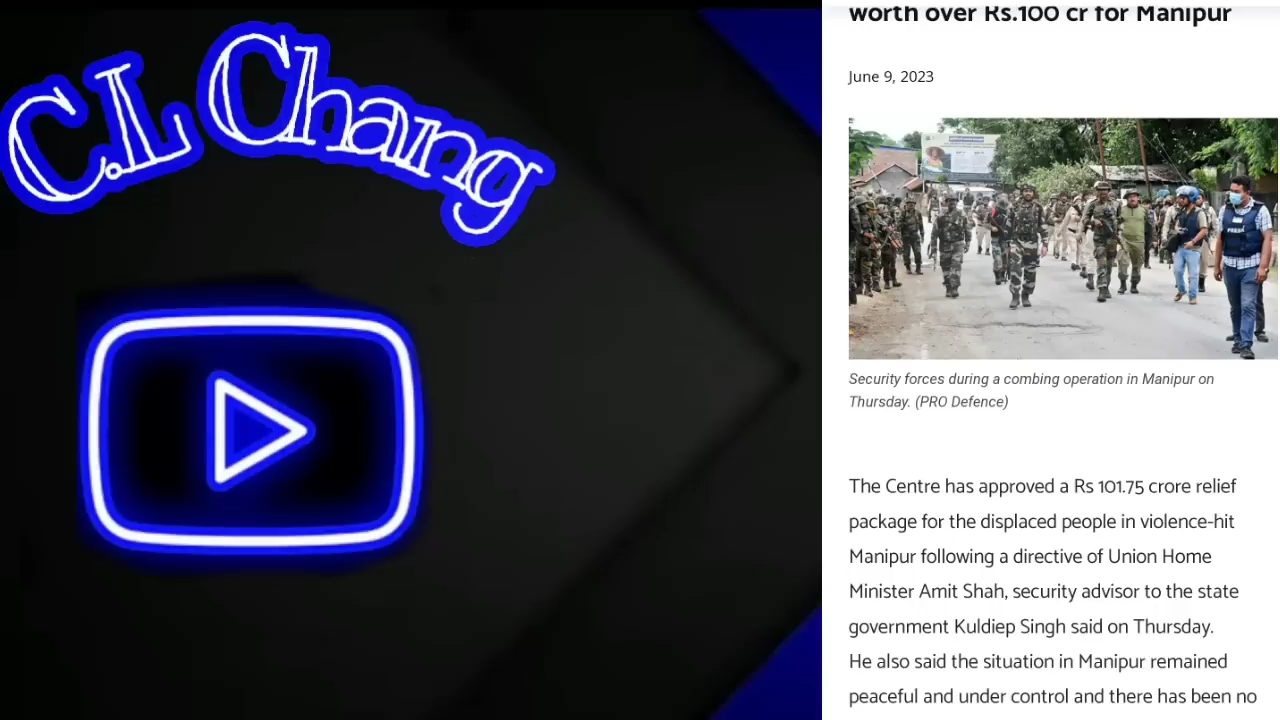 C.L Chang
worth over Rs.100 cr for Manipur
June 9, 2023
PRESS
Security forces during a combing operation in Manipur on
Thursday. (PRO Defence)
The Centre has approved a Rs 101.75 crore relief
package for the displaced people in violence-hit
Manipur following a directive of Union Home
Minister Amit Shah, security advisor to the state
government Kuldiep Singh said on Thursday.
He also said the situation in Manipur remained
peaceful and under control and there has been no